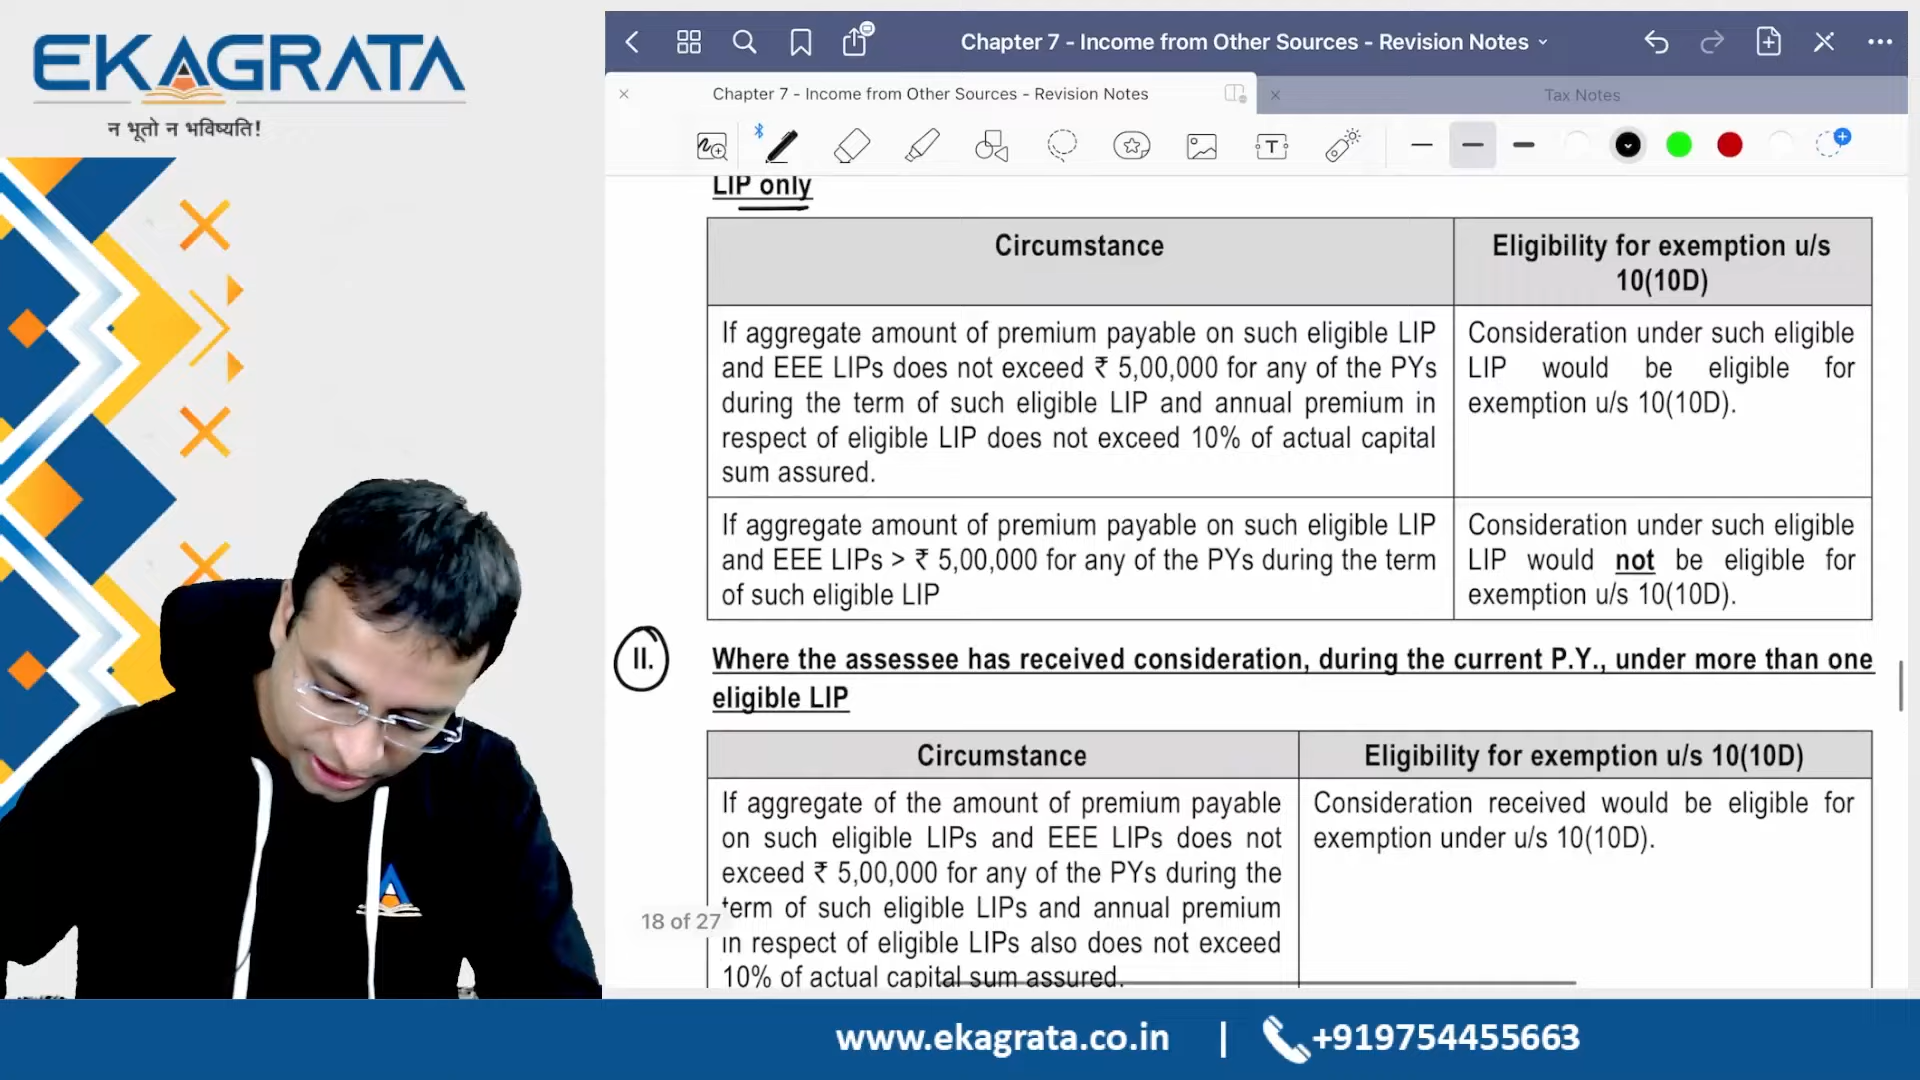 EKAGRATA
न भूतो न भविष्यति!
Chapter 7 - Income from Other Sources - Revision Notes
Chapter 7 - Income from Other Sources - Revision Notes
Tax Notes
LIP only
Circumstance
Eligibility for exemption u/s
10(10D)
If aggregate amount of premium payable on such eligible LIP
and EEE LIPs does not exceed ₹ 5,00,000 for any of the PYs
during the term of such eligible LIP and annual premium in
respect of eligible LIP does not exceed 10% of actual capital
sum assured.
Consideration under such eligible
LIP would be eligible for
exemption u/s 10(10D).
If aggregate amount of premium payable on such eligible LIP
and EEE LIPs > ₹ 5,00,000 for any of the PYs during the term
of such eligible LIP
Consideration under such eligible
LIP would not be eligible for
exemption u/s 10(10D).
II.
Where the assessee has received consideration, during the current P.Y., under more than one
eligible LIP
Circumstance
Eligibility for exemption u/s 10(10D)
If aggregate of the amount of premium payable
on such eligible LIPs and EEE LIPs does not
exceed ₹ 5,00,000 for any of the PYs during the
term of such eligible LIPs and annual premium
in respect of eligible LIPs also does not exceed
10% of actual capital sum assured.
Consideration received would be eligible for
exemption under u/s 10(10D).
18 of 27
www.ekagrata.co.in | +919754455663